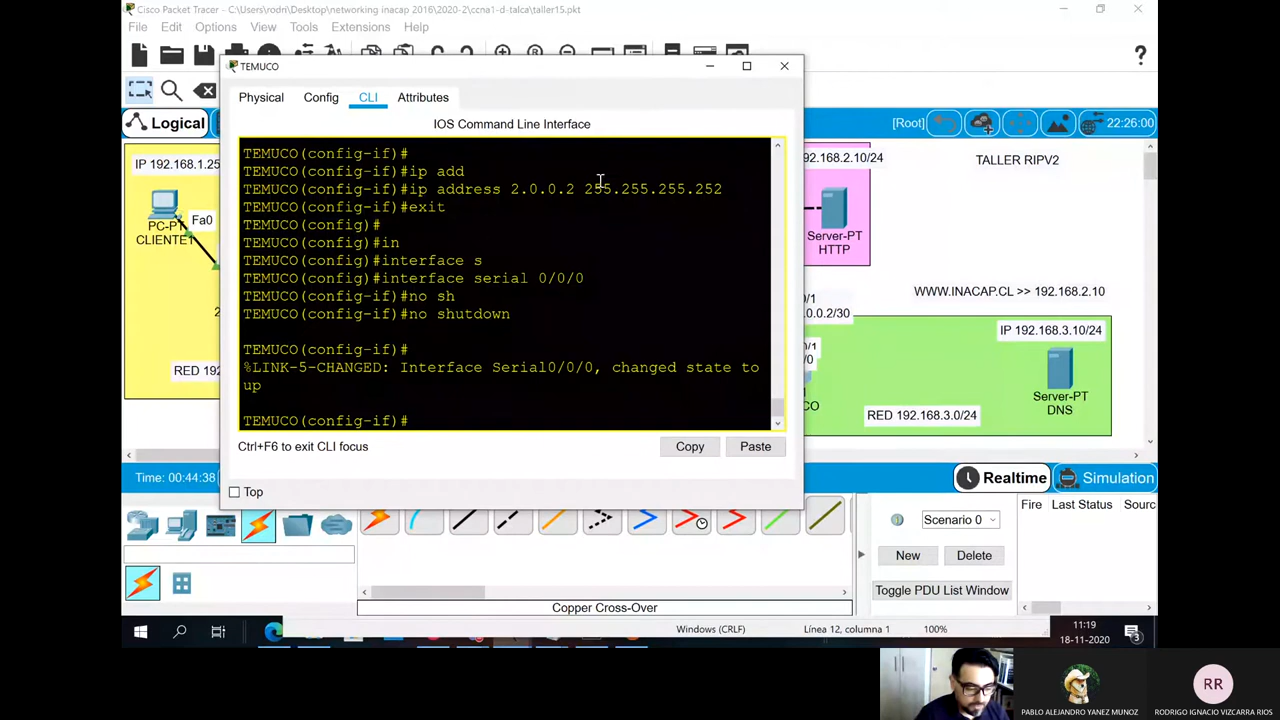 Cisco Packet Tracer - C:\Users\rodri\Desktop\networking inacap 2016\2020-2\ccna1-d-talca\taller15.pkt
File Edit Options View Tools Extensions Help
?
TEMUCO
Physical Config CLI Attributes
IOS Command Line Interface
Logical
[Root]
22:26:00
TEMUCO(config-if)#
TEMUCO(config-if)#ip add
TEMUCO(config-if)#ip address 2.0.0.2 255.255.255.252
TEMUCO(config-if)#exit
TEMUCO(config)#
TEMUCO(config)#in
TEMUCO(config)#interface s
TEMUCO(config)#interface serial 0/0/0
TEMUCO(config-if)#no sh
TEMUCO(config-if)#no shutdown
TEMUCO(config-if)#
%LINK-5-CHANGED: Interface Serial0/0/0, changed state to
up
TEMUCO(config-if)#
Ctrl+F6 to exit CLI focus
Copy
Paste
Top
IP 192.168.1.25
PC-PT
CLIENTE1
Fa0
2
RED 192
92.168.2.10/24
TALLER RIPV2
Server-PT
HTTP
WWW.INACAP.CL >> 192.168.2.10
0/1
.0.0.2/30
IP 192.168.3.10/24
0/1
0
CO
RED 192.168.3.0/24
Server-PT
DNS
Time: 00:44:38
Realtime
Simulation
Scenario 0
New
Delete
Toggle PDU List Window
Fire Last Status Sourc
Copper Cross-Over
Windows (CRLF)
Línea 12, columna 1
100%
11:19
18-11-2020
3
RR
PABLO ALEJANDRO YANEZ MUNOZ
RODRIGO IGNACIO VIZCARRA RIOS